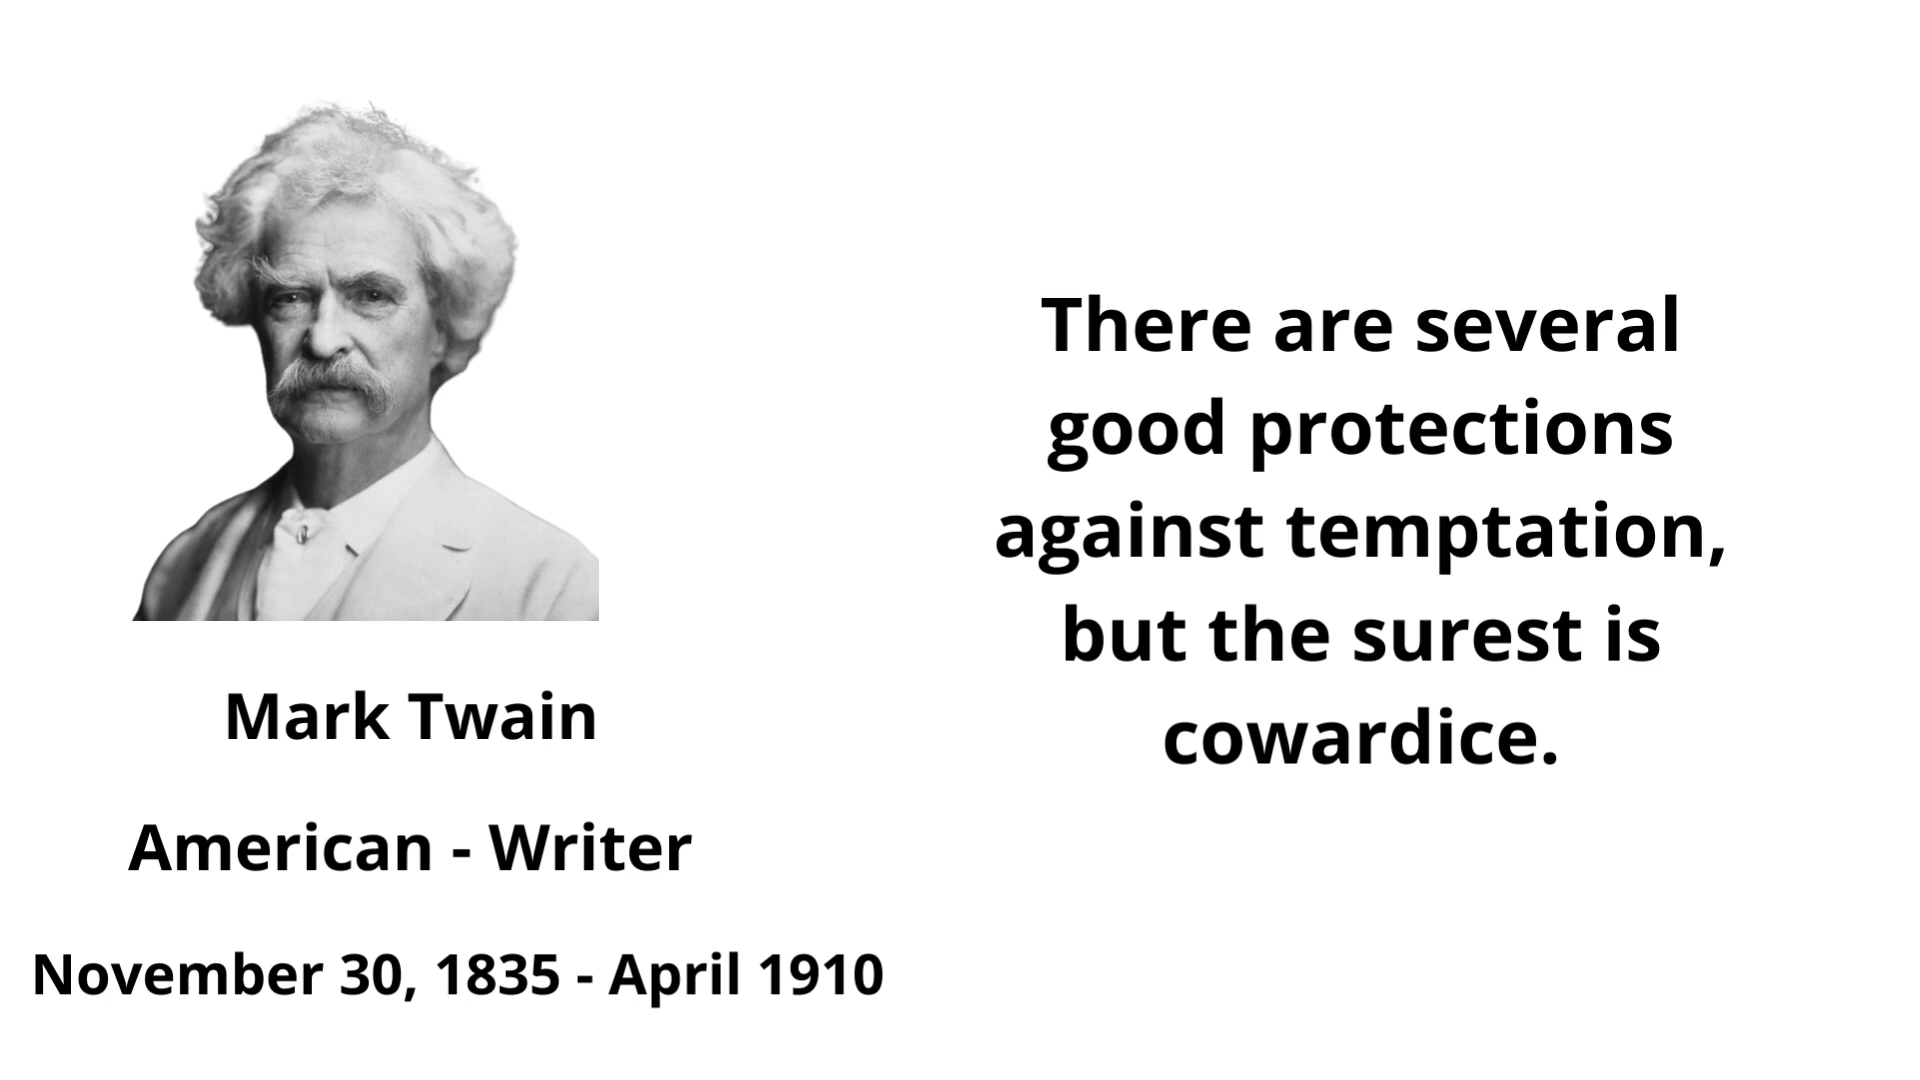 Mark Twain
American - Writer
November 30, 1835 - April 1910
There are several
good protections
against temptation,
but the surest is
cowardice.